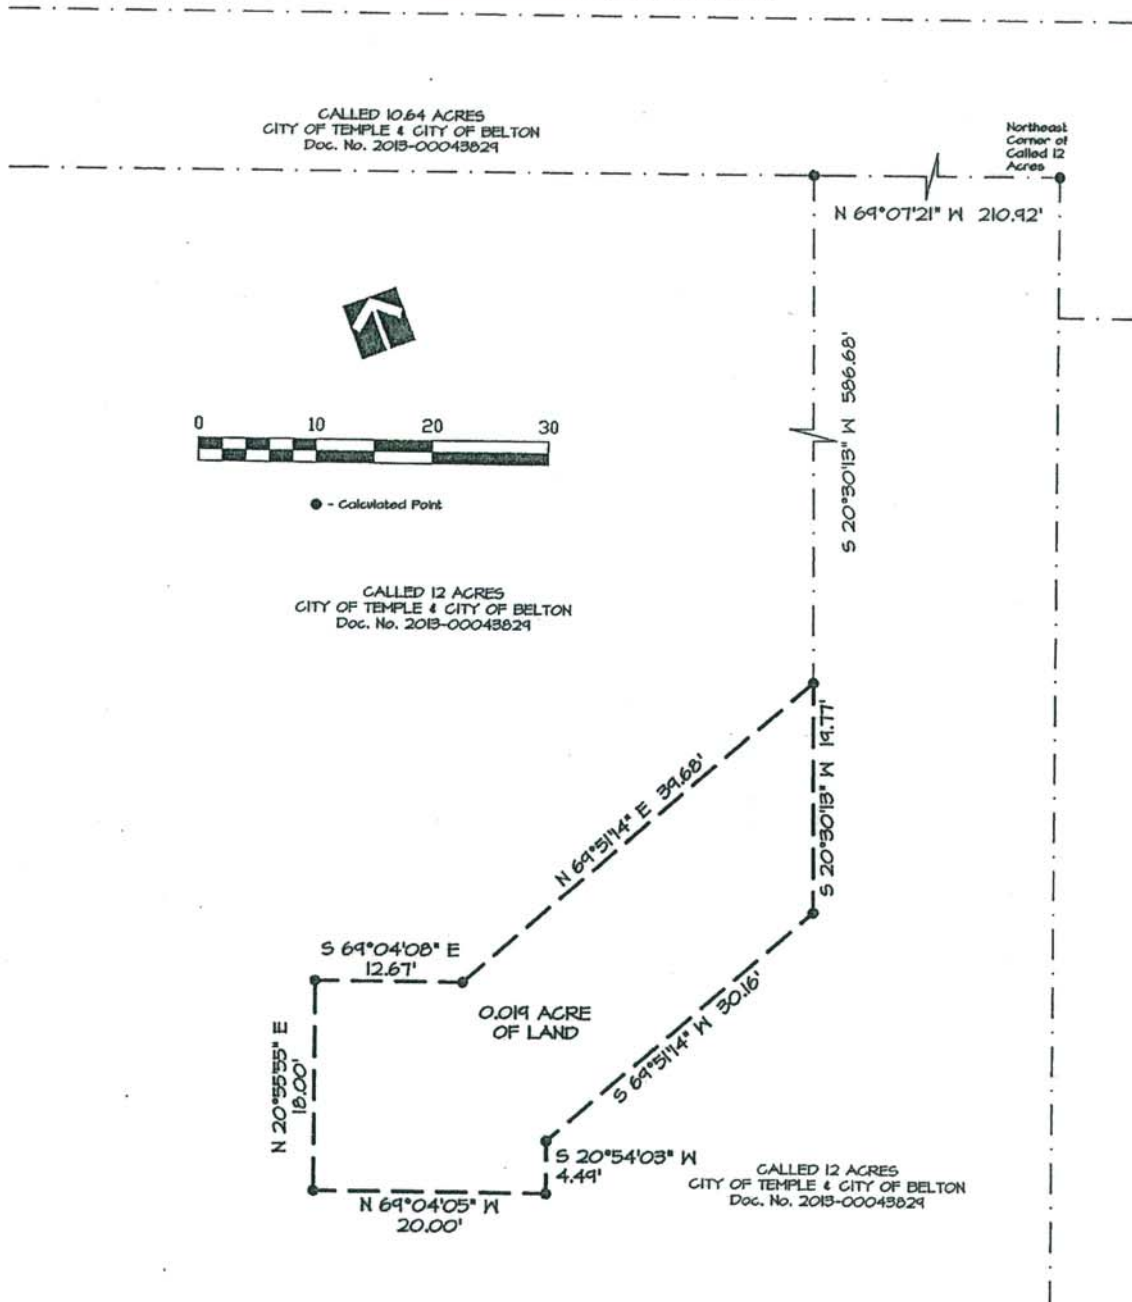 CALLED 10.64 ACRES
CITY OF TEMPLE & CITY OF BELTON
Doc. No. 2013-00043829
Northeast
Corner of
Called 12
Acres
N 69°07'21" W 210.92'
S 20°30'13" W 586.68'
0 10 20 30
- Calculated Point
CALLED 12 ACRES
CITY OF TEMPLE & CITY OF BELTON
Doc. No. 2013-00043829
N 69°51'14" E 39.68'
S 20°30'13" W 19.77'
S 69°04'08" E
12.67'
0.019 ACRE
OF LAND
N 20°55'55" E
18.00'
S 69°51'14" W 30.16'
S 20°54'03" W
4.49'
N 69°04'05" W
20.00'
CALLED 12 ACRES
CITY OF TEMPLE & CITY OF BELTON
Doc. No. 2013-00043829